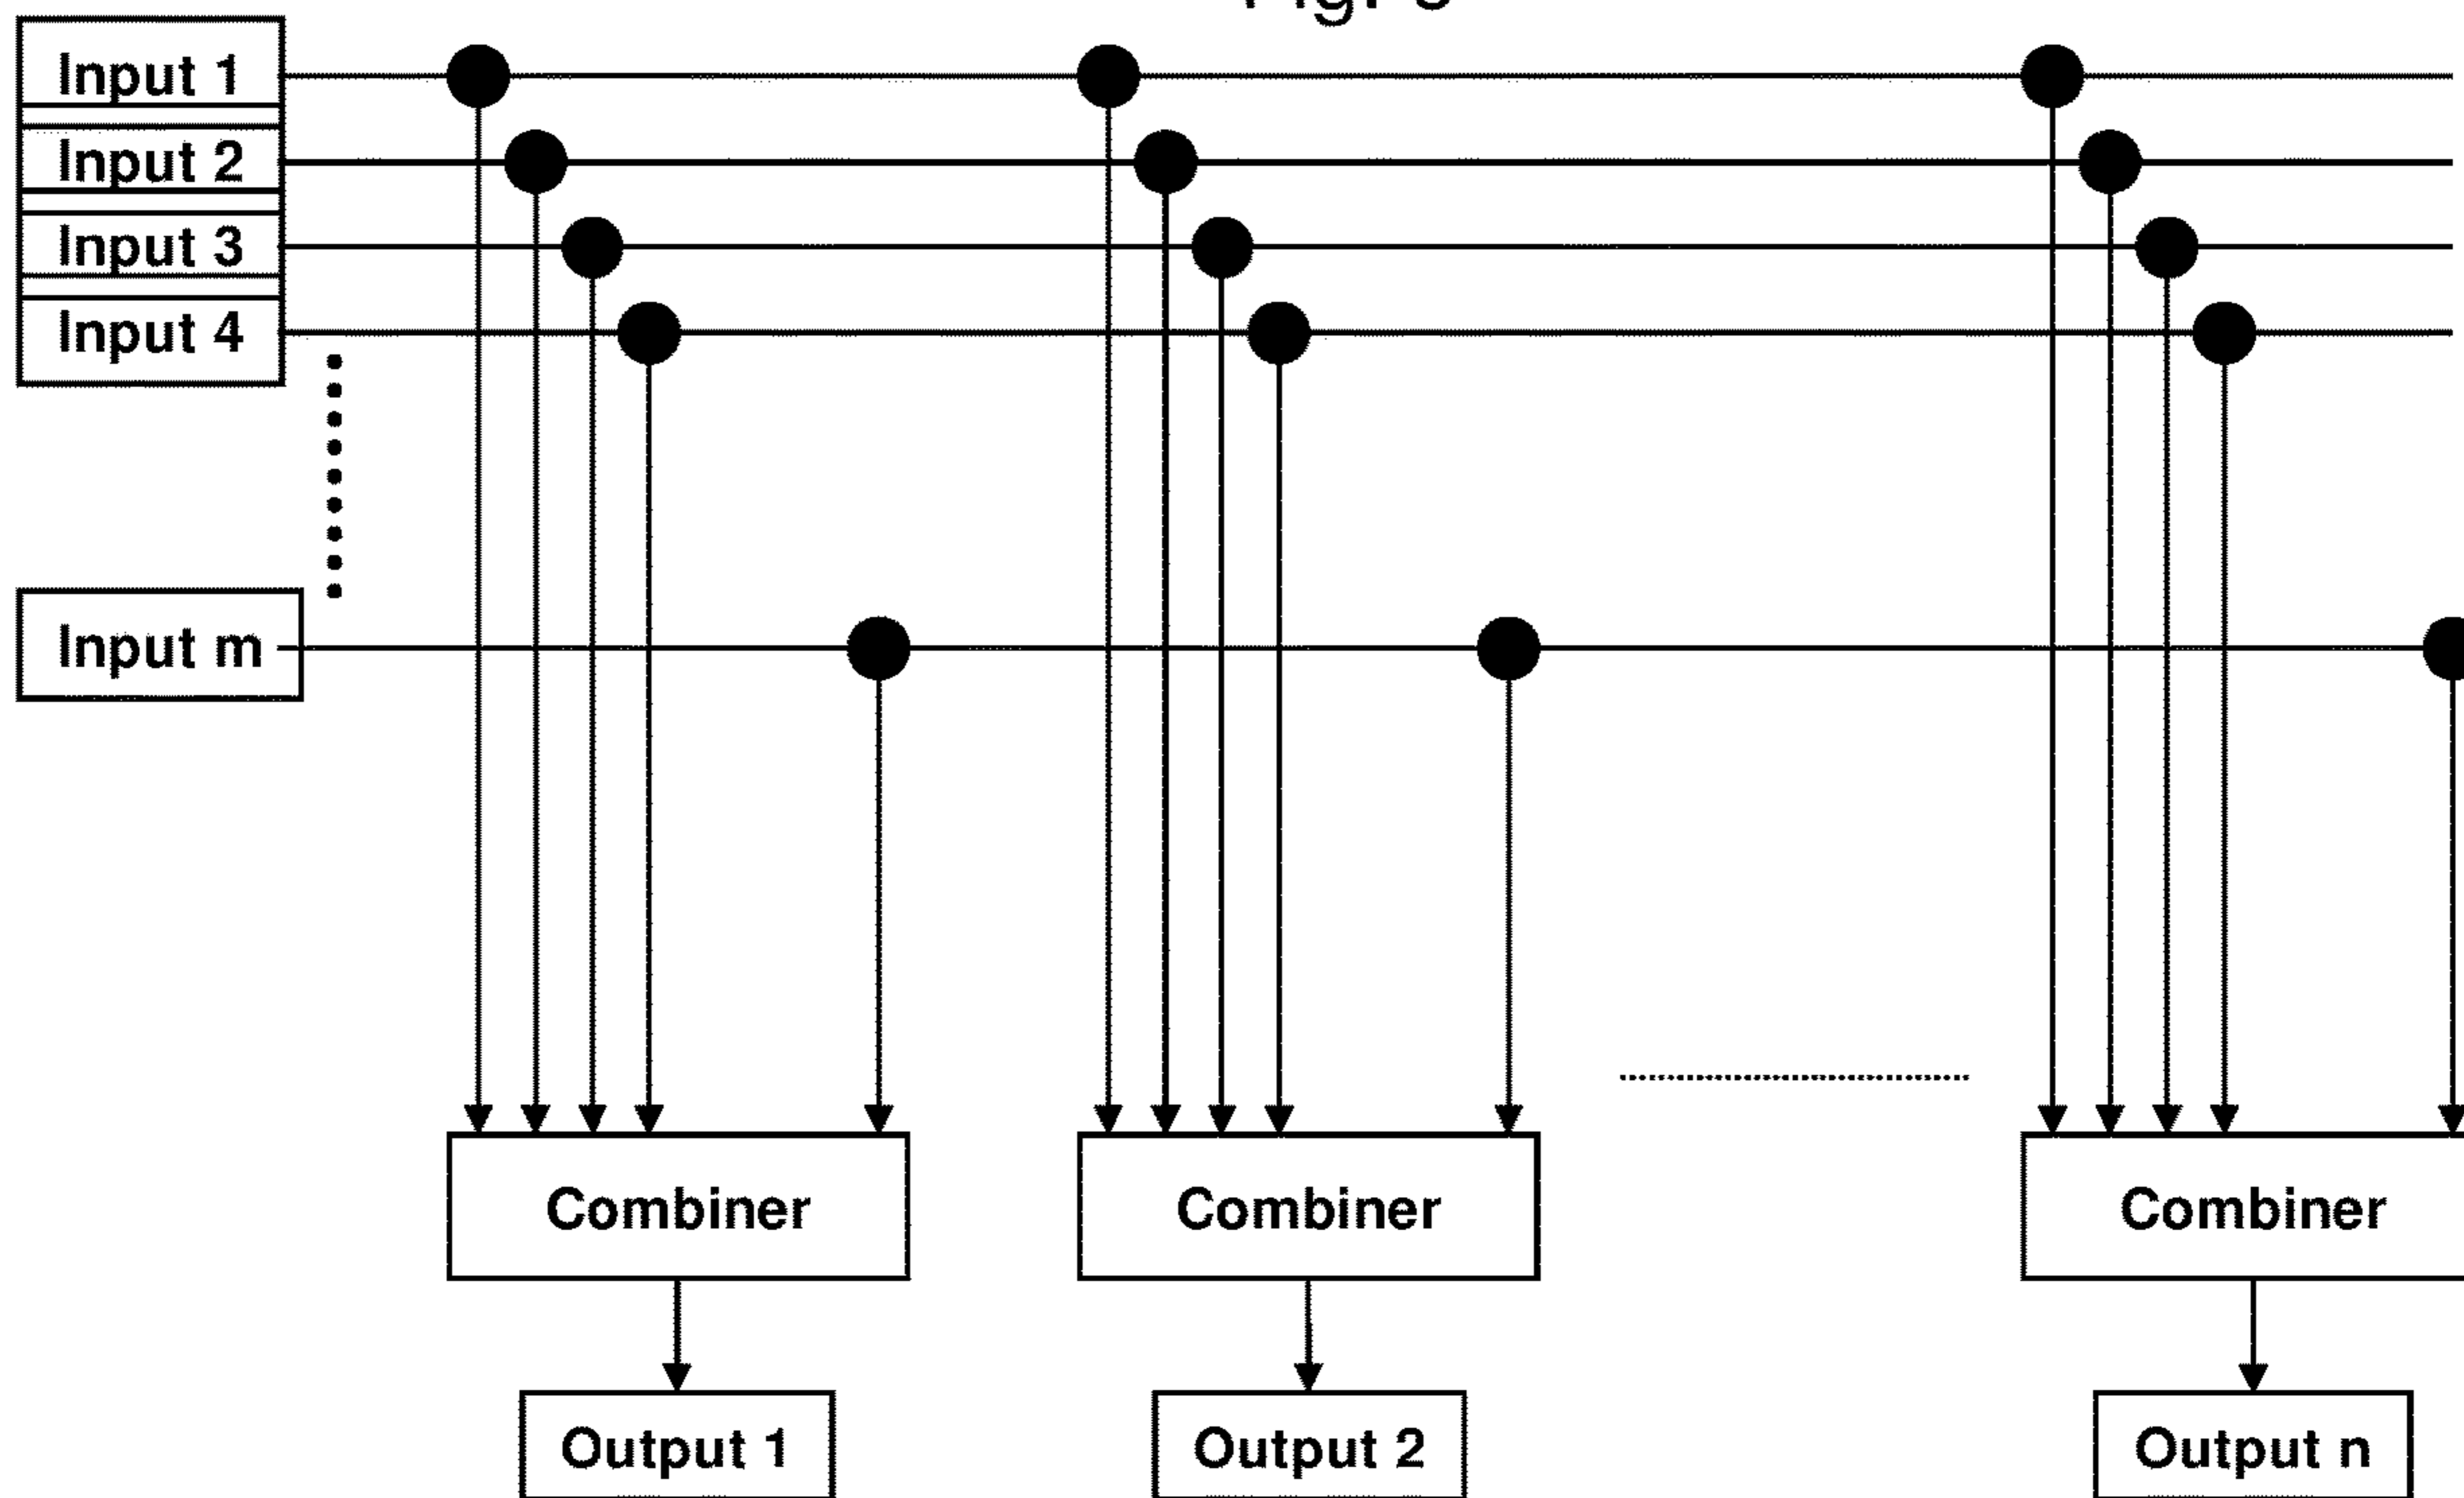 Input 1
Input 2
Input 3
Input 4
Input m
Combiner Combiner Combiner
Output 1 Output 2 Output n